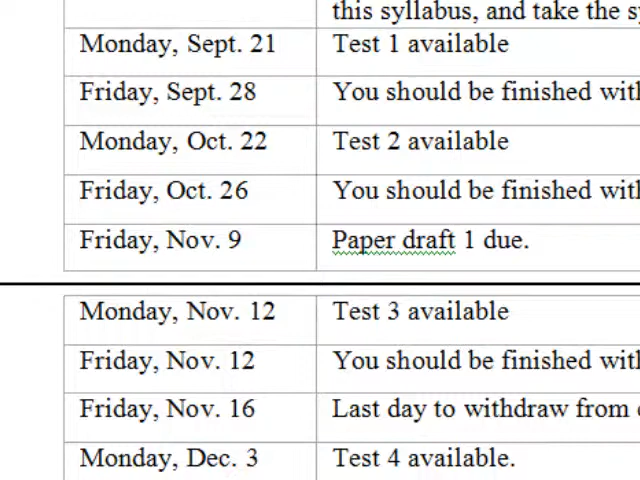 this syllabus, and take the
Monday, Sept. 21 Test 1 available
Friday, Sept. 28 You should be finished with
Monday, Oct. 22 Test 2 available
Friday, Oct. 26 You should be finished with
Friday, Nov. 9 Paper draft 1 due.
Monday, Nov. 12 Test 3 available
Friday, Nov. 12 You should be finished with
Friday, Nov. 16 Last day to withdraw from
Monday, Dec. 3 Test 4 available.